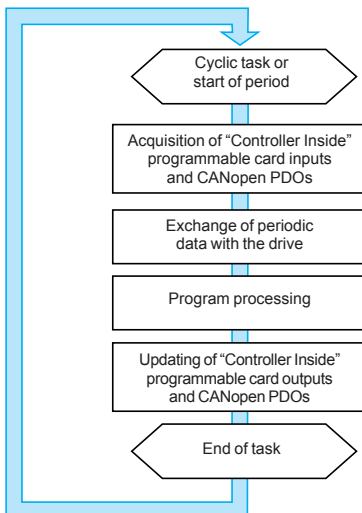 Cyclic task or
start of period
Acquisition of “Controller Inside”
programmable card inputs
and CANopen PDOs
Exchange of periodic
data with the drive
Program processing
Updating of “Controller Inside”
programmable card outputs
and CANopen PDOs
End of task